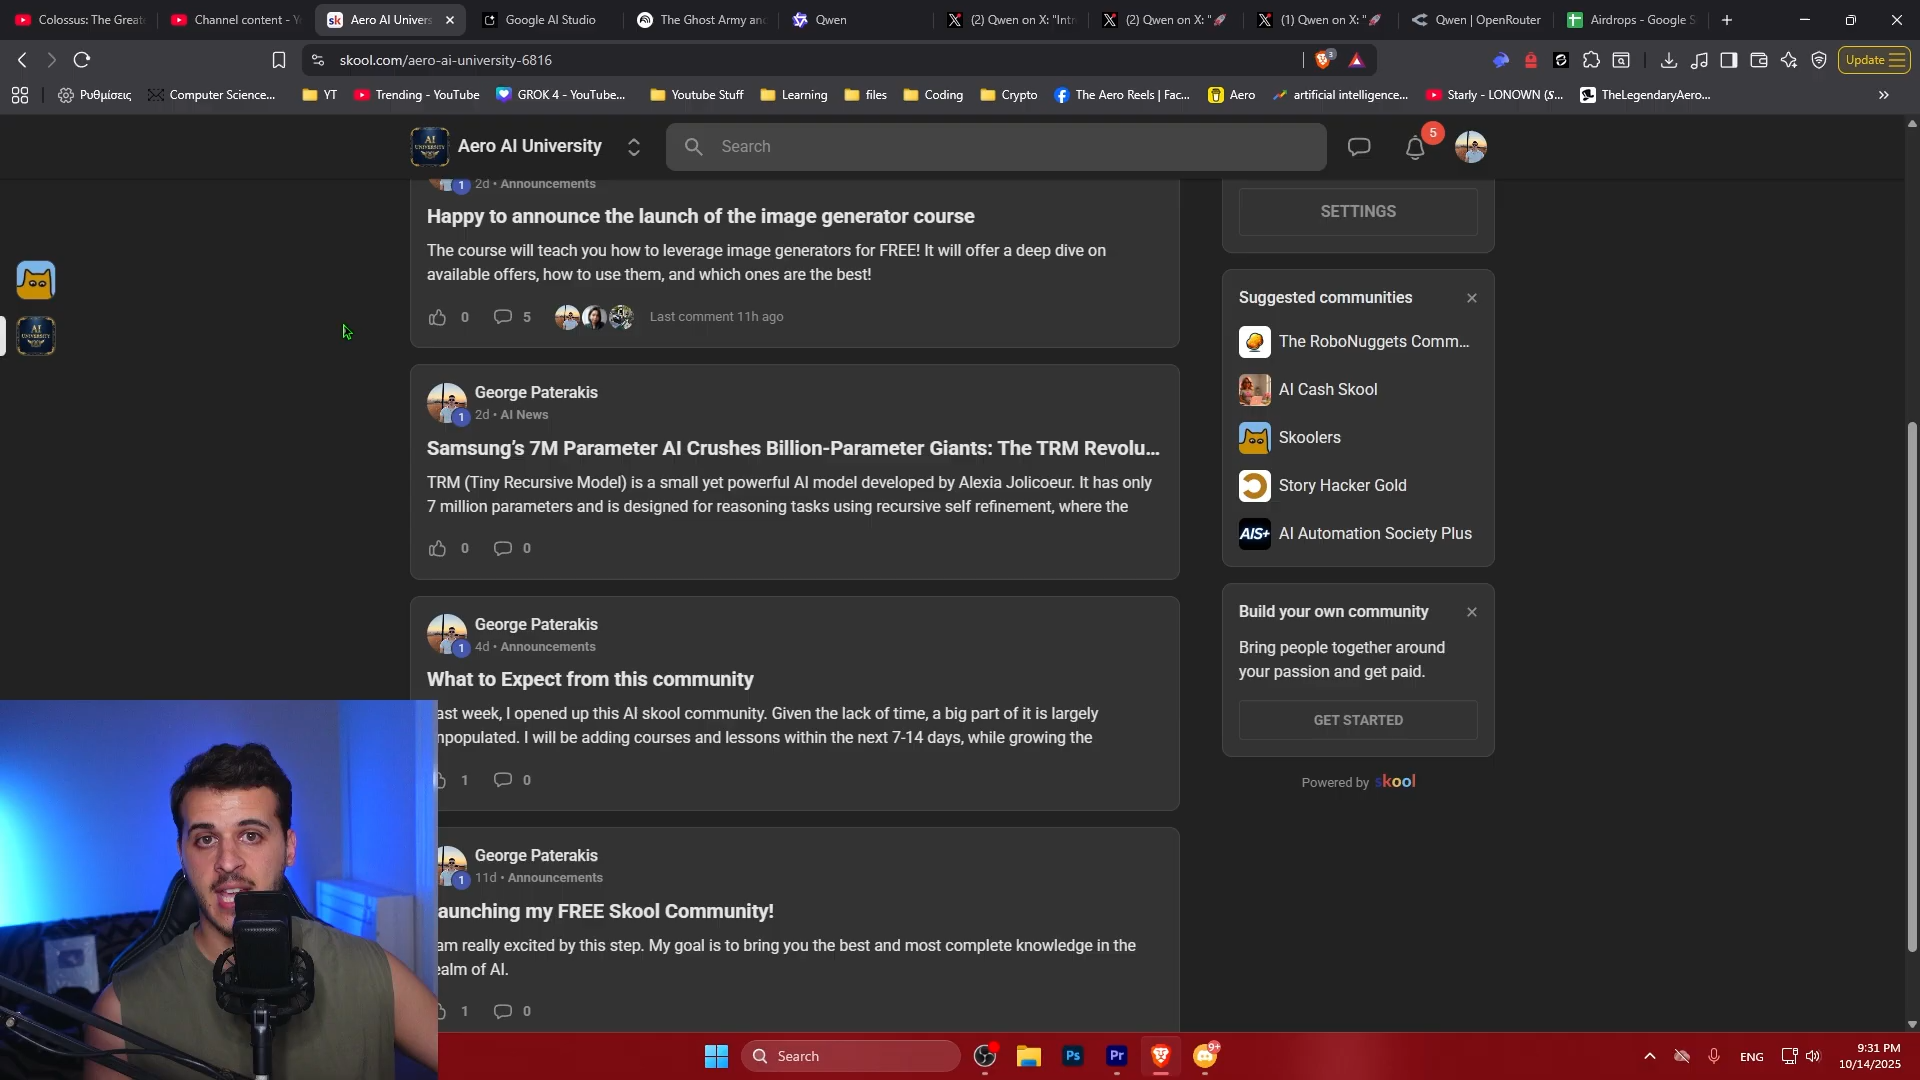 Colossus: The Greate
Channel content - Y
Aero AI Univers
Google AI Studio
The Ghost Army and
Qwen
(2) Qwen on X: "Intr
(2) Qwen on X: "🚀
(1) Qwen on X: "🚀
Qwen | OpenRouter
Airdrops - Google S
skool.com/aero-ai-university-6816
3
Update
Ρυθμίσεις
Computer Science...
YT
Trending - YouTube
GROK 4 - YouTube...
Youtube Stuff
Learning
files
Coding
Crypto
The Aero Reels | Fac...
Aero
artificial intelligence...
Starly - LONOWN (s...
TheLegendaryAero...
»
AI
UNIVERSITY
Aero AI University
Search
5
1 2d • Announcements
Happy to announce the launch of the image generator course
The course will teach you how to leverage image generators for FREE! It will offer a deep dive on
available offers, how to use them, and which ones are the best!
0 5 Last comment 11h ago
AI
UNIVERSITY
George Paterakis
1 2d • AI News
Samsung’s 7M Parameter AI Crushes Billion-Parameter Giants: The TRM Revolu...
TRM (Tiny Recursive Model) is a small yet powerful AI model developed by Alexia Jolicoeur. It has only
7 million parameters and is designed for reasoning tasks using recursive self refinement, where the
0 0
George Paterakis
1 4d • Announcements
What to Expect from this community
ast week, I opened up this AI skool community. Given the lack of time, a big part of it is largely
npopulated. I will be adding courses and lessons within the next 7-14 days, while growing the
1 0
George Paterakis
1 11d • Announcements
aunching my FREE Skool Community!
am really excited by this step. My goal is to bring you the best and most complete knowledge in the
ealm of AI.
1 0
SETTINGS
Suggested communities
The RoboNuggets Comm...
AI Cash Skool
Skoolers
Story Hacker Gold
AIS+ AI Automation Society Plus
Build your own community
Bring people together around
your passion and get paid.
GET STARTED
Powered by skool
Search
Ps
Pr
9+
ENG
9:31 PM
10/14/2025